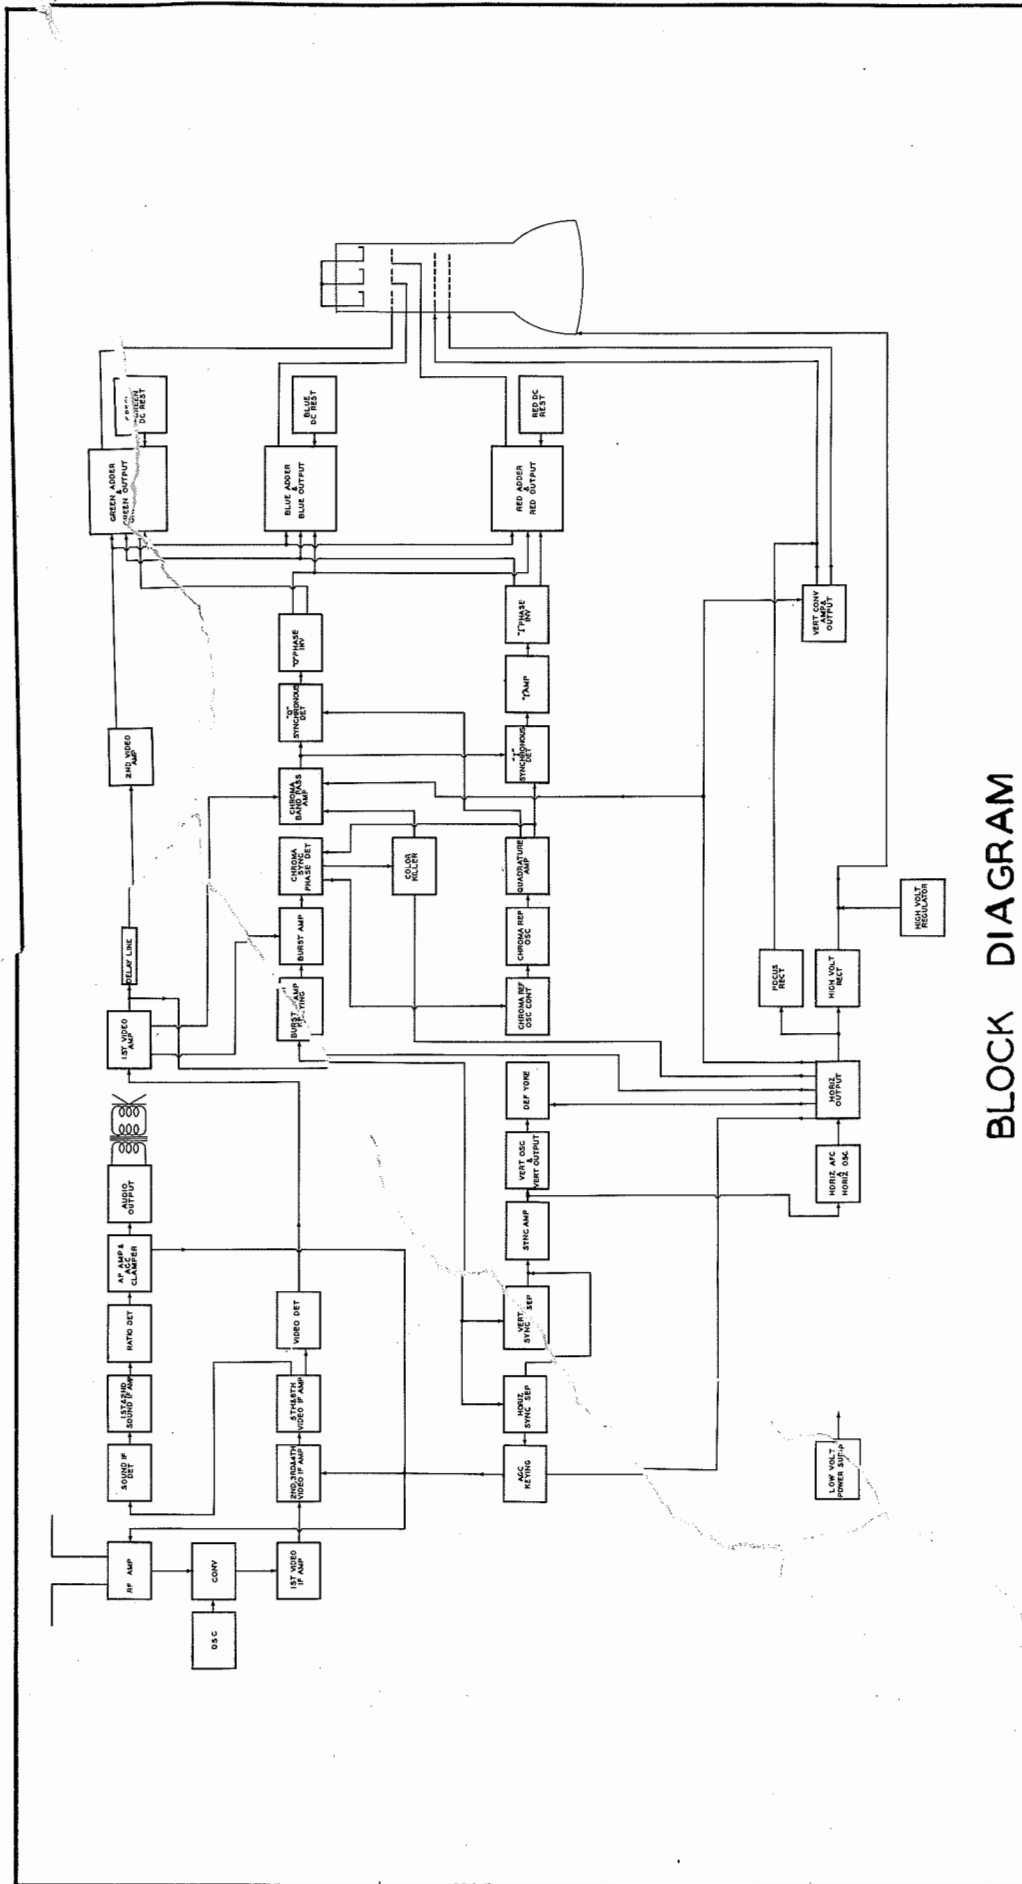 RF AMP
OSC
CONV
1ST VIDEO
IF AMP
SOUND IF
DET
1ST&2ND
SOUND IF AMP
RATIO DET
AF AMP &
AGC
CLAMPER
AUDIO
OUTPUT
1ST VIDEO
AMP
DELAY LINE
2ND VIDEO
AMP
GREEN ADDER
&
GREEN OUTPUT
GREEN
DC REST
2ND,3RD&4TH
VIDEO IF AMP
5TH&6TH
VIDEO IF AMP
VIDEO DET
BURST AMP
KEYING
BURST AMP
CHROMA
SYNC
PHASE DET
CHROMA
BAND PASS
AMP
"Q"
SYNCHRONOUS
DET
"Q" PHASE
INV
BLUE ADDER
&
BLUE OUTPUT
BLUE
DC REST
COLOR
KILLER
AGC
KEYING
HORIZ
SYNC SEP
VERT
SYNC SEP
SYNC AMP
VERT OSC
&
VERT OUTPUT
DEF YOKE
CHROMA REF
OSC CONT
CHROMA REF
OSC
QUADRATURE
AMP
"I"
SYNCHRONOUS
DET
"I" AMP
"I" PHASE
INV
RED ADDER
&
RED OUTPUT
RED DC
REST
LOW VOLT
POWER SUPP
HORIZ AFC
&
HORIZ OSC
HORIZ
OUTPUT
FOCUS
RECT
HIGH VOLT
RECT
HIGH VOLT
REGULATOR
VERT CONV
AMP&
OUTPUT
BLOCK DIAGRAM